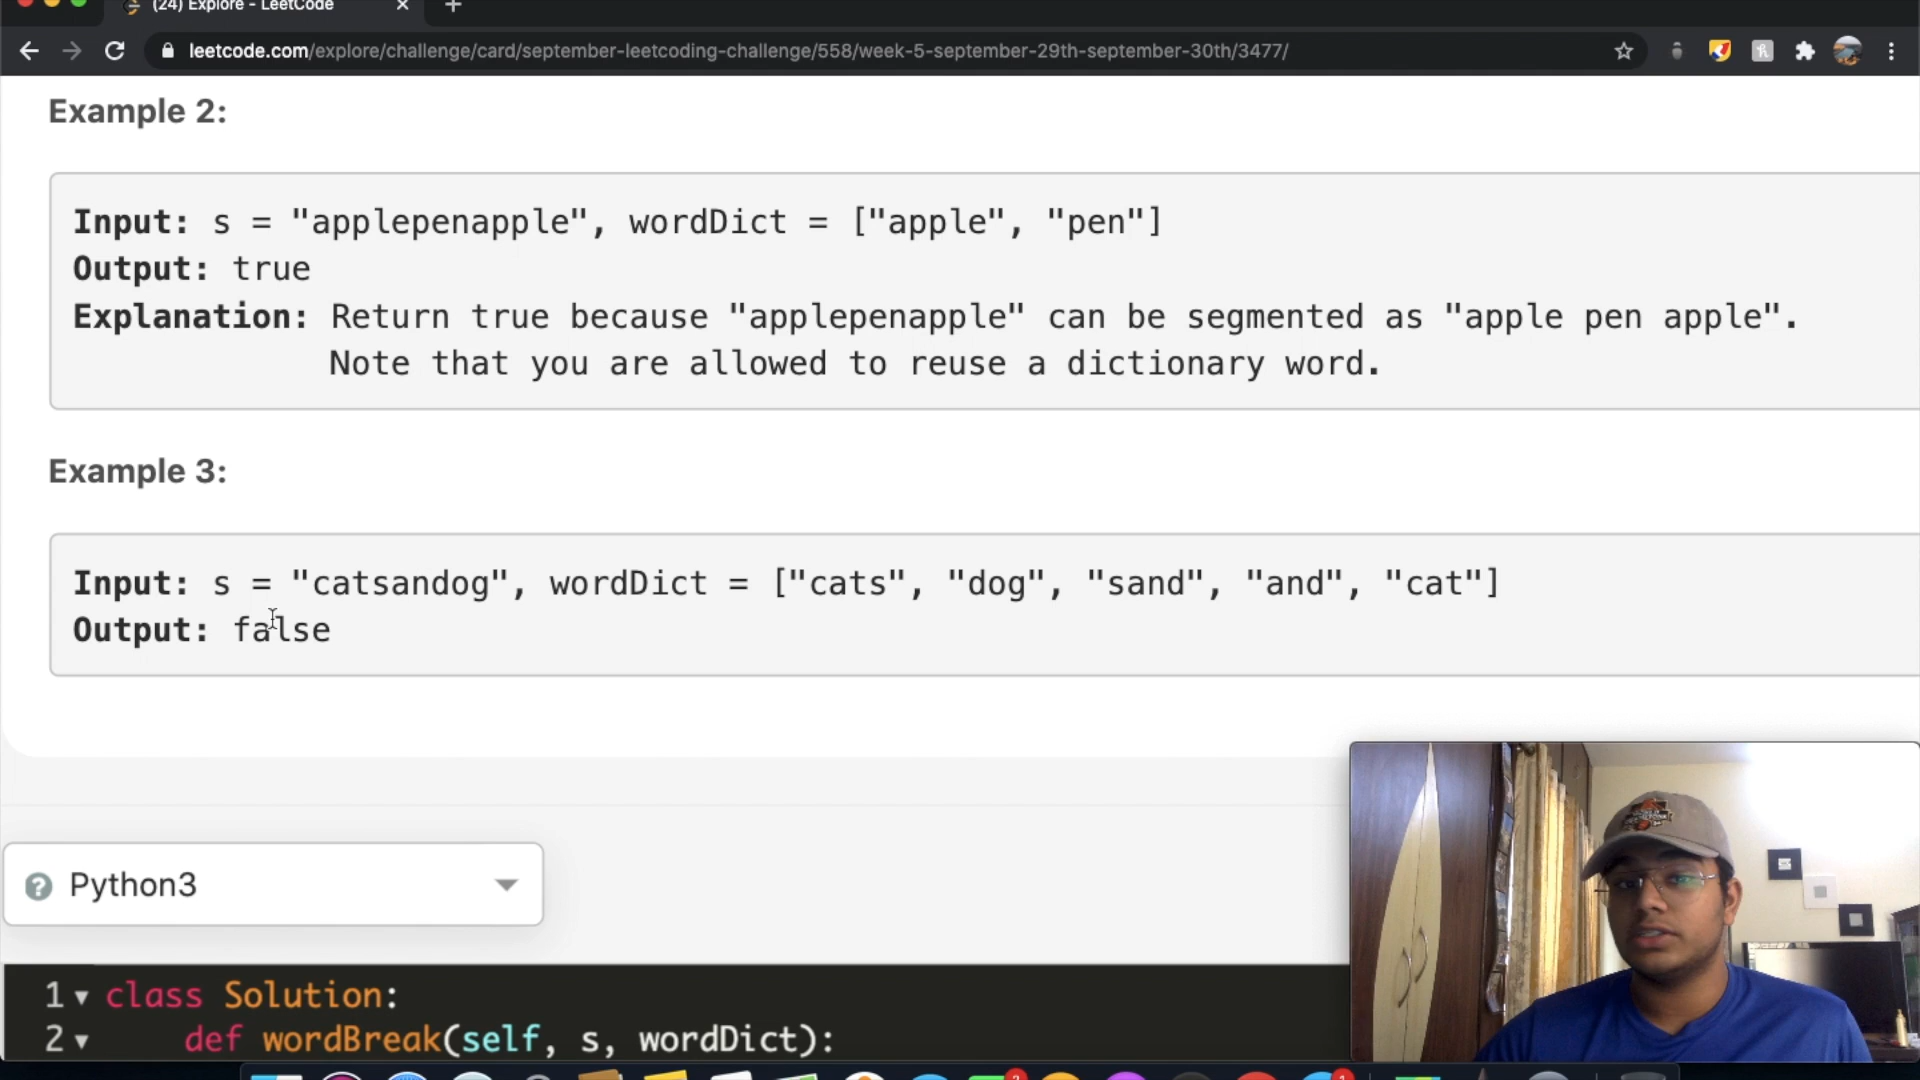 (24) Explore - LeetCode
leetcode.com/explore/challenge/card/september-leetcoding-challenge/558/week-5-september-29th-september-30th/3477/
Example 2:
Input: s = "applepenapple", wordDict = ["apple", "pen"]
Output: true
Explanation: Return true because "applepenapple" can be segmented as "apple pen apple".
Note that you are allowed to reuse a dictionary word.
Example 3:
Input: s = "catsandog", wordDict = ["cats", "dog", "sand", "and", "cat"]
Output: false
Python3
1 class Solution:
2 def wordBreak(self, s, wordDict):